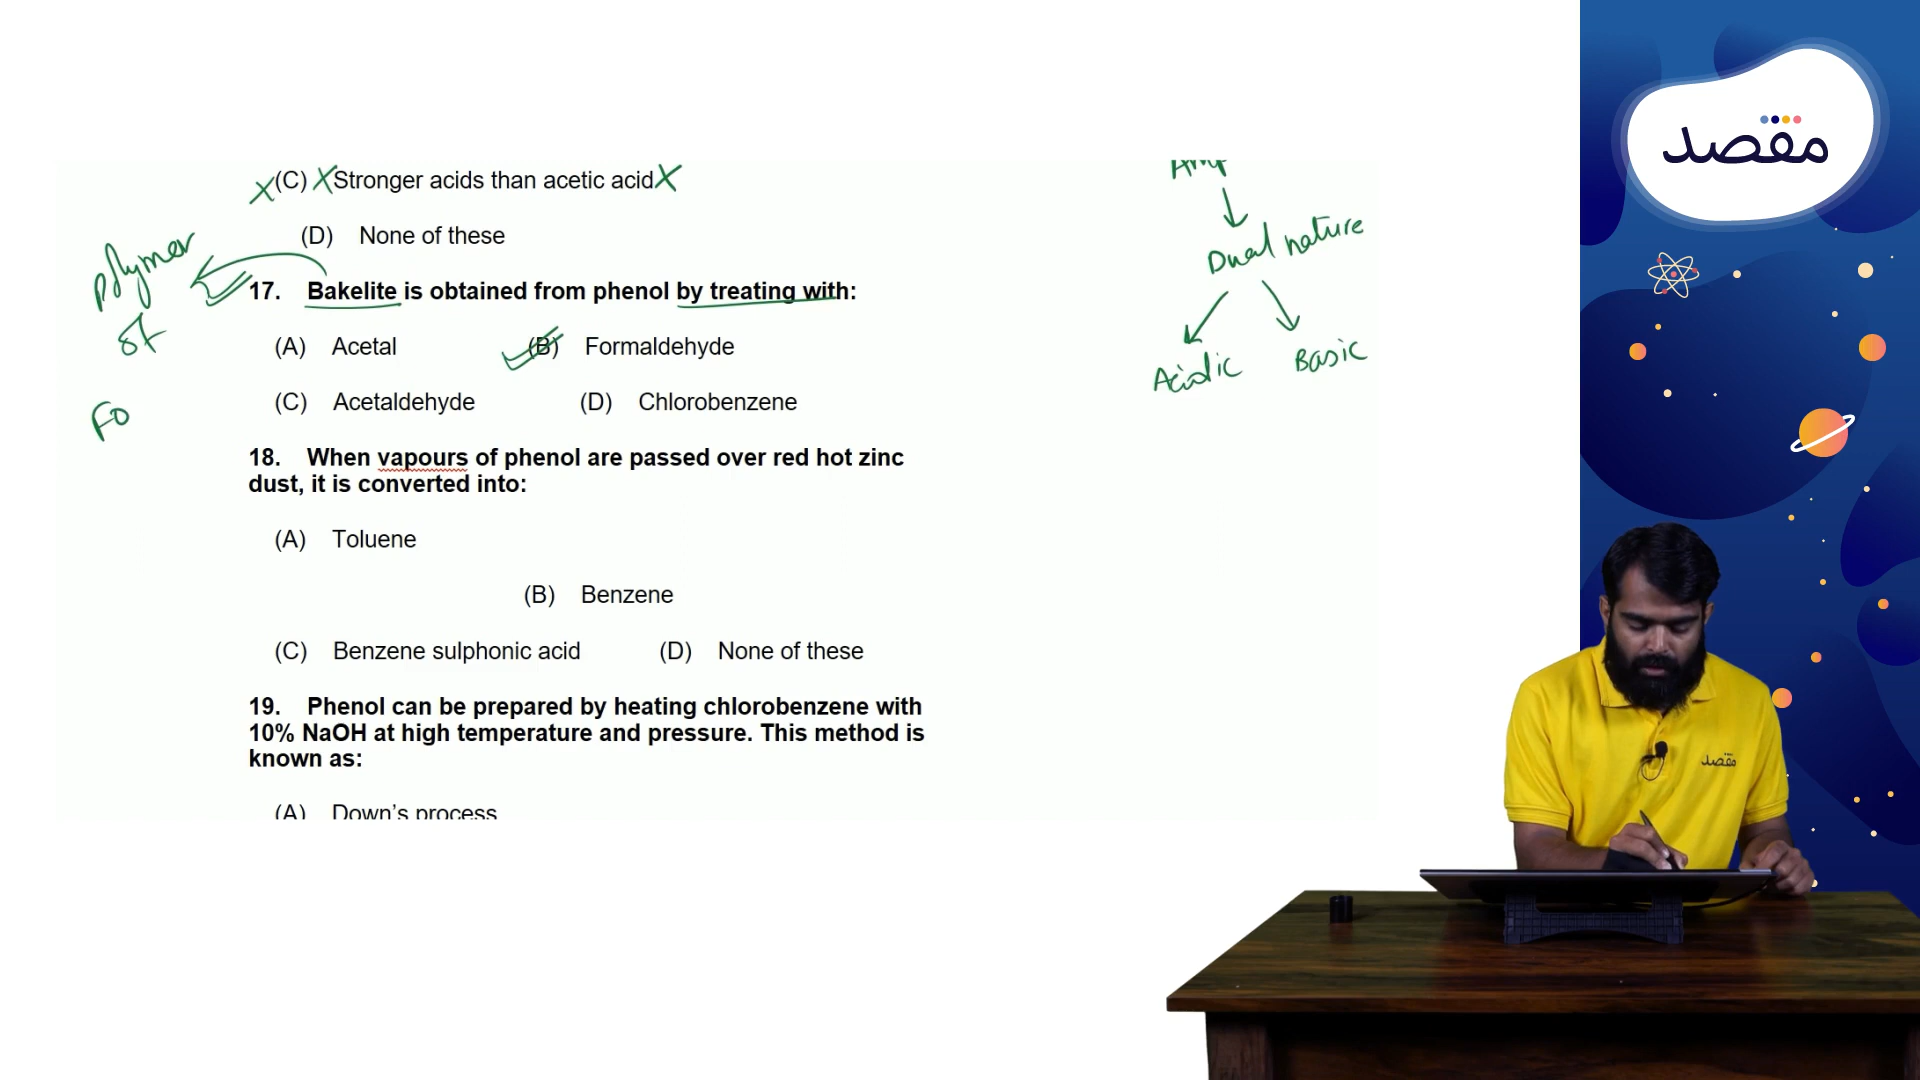 Amp
(C) Stronger acids than acetic acid
(D) None of these
Dual nature
polymer
of
Fo
17. Bakelite is obtained from phenol by treating with:
(A) Acetal (B) Formaldehyde
Acidic Basic
(C) Acetaldehyde (D) Chlorobenzene
18. When vapours of phenol are passed over red hot zinc
dust, it is converted into:
(A) Toluene
(B) Benzene
(C) Benzene sulphonic acid (D) None of these
19. Phenol can be prepared by heating chlorobenzene with
10% NaOH at high temperature and pressure. This method is
known as:
(A) Down's process
مقصد
مقصد